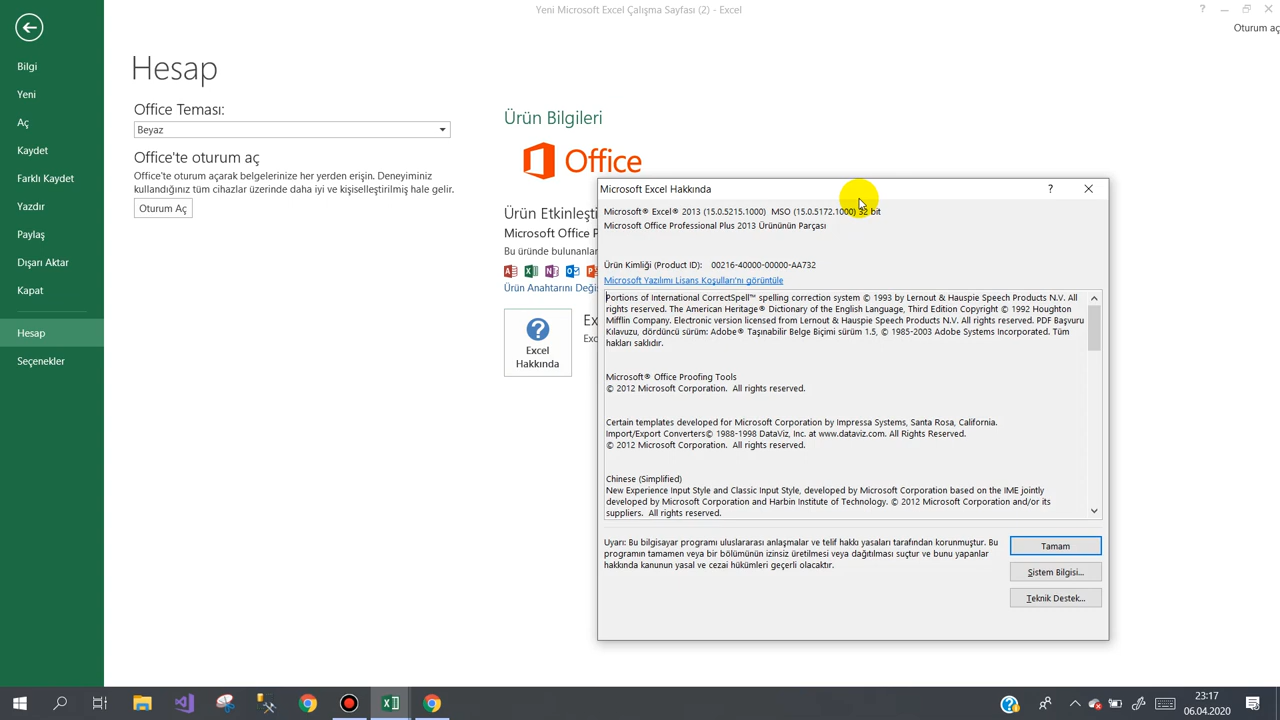 Yeni Microsoft Excel Çalışma Sayfası (2) - Excel
Oturum aç
Bilgi
Yeni
Aç
Kaydet
Farklı Kaydet
Yazdır
Paylaş
Dışarı Aktar
Kapat
Hesap
Seçenekler
Hesap
Office Teması:
Beyaz
Office'te oturum aç
Office'te oturum açarak belgelerinize her yerden erişin. Deneyiminiz
kullandığınız tüm cihazlar üzerinde daha iyi ve kişiselleştirilmiş hale gelir.
Oturum Aç
Ürün Bilgileri
Office
Ürün Etkinleşti
Microsoft Office P
Bu üründe bulunanlar
Ürün Anahtarını Deği
Excel
Hakkında
Ex
Exc
Microsoft Excel Hakkında
Microsoft® Excel® 2013 (15.0.5215.1000) MSO (15.0.5172.1000) 32 bit
Microsoft Office Professional Plus 2013 Ürününün Parçası
Ürün Kimliği (Product ID): 00216-40000-00000-AA732
Microsoft Yazılımı Lisans Koşulları'nı görüntüle
Portions of International CorrectSpell™ spelling correction system © 1993 by Lernout & Hauspie Speech Products N.V. All
rights reserved. The American Heritage® Dictionary of the English Language, Third Edition Copyright © 1992 Houghton
Mifflin Company. Electronic version licensed from Lernout & Hauspie Speech Products N.V. All rights reserved. PDF Başvuru
Kılavuzu, dördüncü sürüm: Adobe® Taşınabilir Belge Biçimi sürüm 1.5, © 1985-2003 Adobe Systems Incorporated. Tüm
hakları saklıdır.
Microsoft® Office Proofing Tools
© 2012 Microsoft Corporation. All rights reserved.
Certain templates developed for Microsoft Corporation by Impressa Systems, Santa Rosa, California.
Import/Export Converters© 1988-1998 DataViz, Inc. at www.dataviz.com. All Rights Reserved.
© 2012 Microsoft Corporation. All rights reserved.
Chinese (Simplified)
New Experience Input Style and Classic Input Style, developed by Microsoft Corporation based on the IME jointly
developed by Microsoft Corporation and Harbin Institute of Technology. © 2012 Microsoft Corporation and/or its
suppliers. All rights reserved.
Uyarı: Bu bilgisayar programı uluslararası anlaşmalar ve telif hakkı yasaları tarafından korunmuştur. Bu
programın tamamen veya bir bölümünün izinsiz üretilmesi veya dağıtılması suçtur ve bunu yapanlar
hakkında kanunun yasal ve cezai hükümleri geçerli olacaktır.
Tamam
Sistem Bilgisi...
Teknik Destek...
23:17
06.04.2020